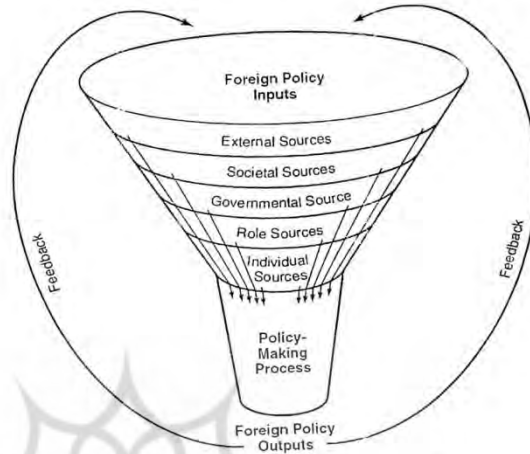 Foreign Policy
Inputs
External Sources
Societal Sources
Governmental Source
Role Sources
Individual
Sources
Feedback
Feedback
Policy-
Making
Process
Foreign Policy
Outputs